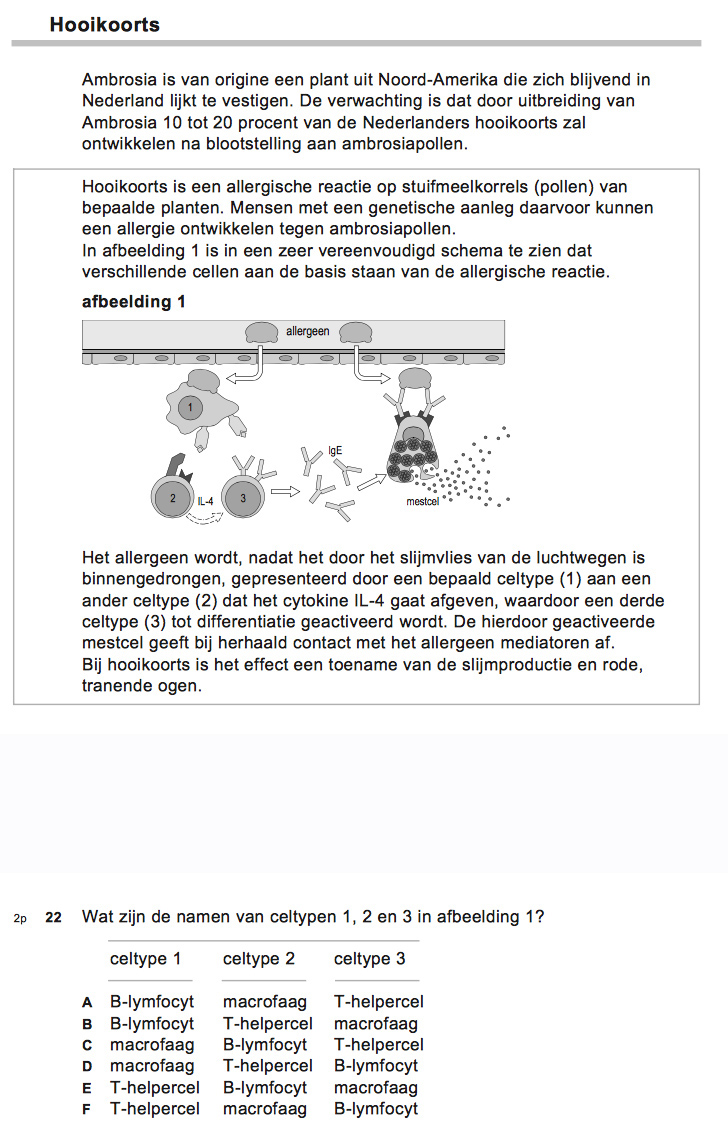 Hooikoorts
Ambrosia is van origine een plant uit Noord-Amerika die zich blijvend in
Nederland lijkt te vestigen. De verwachting is dat door uitbreiding van
Ambrosia 10 tot 20 procent van de Nederlanders hooikoorts zal
ontwikkelen na blootstelling aan ambrosiapollen.
Hooikoorts is een allergische reactie op stuifmeelkorrels (pollen) van
bepaalde planten. Mensen met een genetische aanleg daarvoor kunnen
een allergie ontwikkelen tegen ambrosiapollen.
In afbeelding 1 is in een zeer vereenvoudigd schema te zien dat
verschillende cellen aan de basis staan van de allergische reactie.
afbeelding 1
allergeen
1
IgE
2
IL-4
3
mestcel
Het allergeen wordt, nadat het door het slijmvlies van de luchtwegen is
binnengedrongen, gepresenteerd door een bepaald celtype (1) aan een
ander celtype (2) dat het cytokine IL-4 gaat afgeven, waardoor een derde
celtype (3) tot differentiatie geactiveerd wordt. De hierdoor geactiveerde
mestcel geeft bij herhaald contact met het allergeen mediatoren af.
Bij hooikoorts is het effect een toename van de slijmproductie en rode,
tranende ogen.
2p 22 Wat zijn de namen van celtypen 1, 2 en 3 in afbeelding 1?
celtype 1 celtype 2 celtype 3
A B-lymfocyt macrofaag T-helpercel
B B-lymfocyt T-helpercel macrofaag
C macrofaag B-lymfocyt T-helpercel
D macrofaag T-helpercel B-lymfocyt
E T-helpercel B-lymfocyt macrofaag
F T-helpercel macrofaag B-lymfocyt